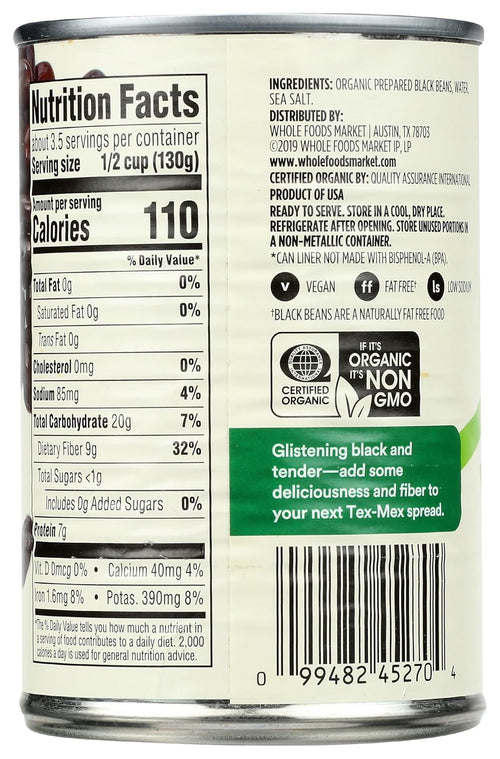 Nutrition Facts
about 3.5 servings per container
Serving size 1/2 cup (130g)
Amount per serving
Calories 110
% Daily Value*
Total Fat 0g 0%
Saturated Fat 0g 0%
Trans Fat 0g
Cholesterol 0mg 0%
Sodium 85mg 4%
Total Carbohydrate 20g 7%
Dietary Fiber 9g 32%
Total Sugars <1g
Includes 0g Added Sugars 0%
Protein 7g
Vit. D 0mcg 0% • Calcium 40mg 4%
Iron 1.6mg 8% • Potas. 390mg 8%
*The % Daily Value tells you how much a nutrient in
a serving of food contributes to a daily diet. 2,000
calories a day is used for general nutrition advice.
INGREDIENTS: ORGANIC PREPARED BLACK BEANS, WATER,
SEA SALT.
DISTRIBUTED BY:
WHOLE FOODS MARKET | AUSTIN, TX 78703
©2019 WHOLE FOODS MARKET IP, LP
www.wholefoodsmarket.com
CERTIFIED ORGANIC BY: QUALITY ASSURANCE INTERNATIONAL
PRODUCT OF USA
READY TO SERVE. STORE IN A COOL, DRY PLACE.
REFRIGERATE AFTER OPENING. STORE UNUSED PORTIONS IN
A NON-METALLIC CONTAINER.
*CAN LINER NOT MADE WITH BISPHENOL-A (BPA).
V VEGAN ff FAT FREE† ls LOW SODIUM
†BLACK BEANS ARE A NATURALLY FAT FREE FOOD
CERTIFIED
ORGANIC
IF IT'S
ORGANIC
IT'S NON
GMO
Glistening black and
tender—add some
deliciousness and fiber to
your next Tex-Mex spread.
0 99482 45270 4